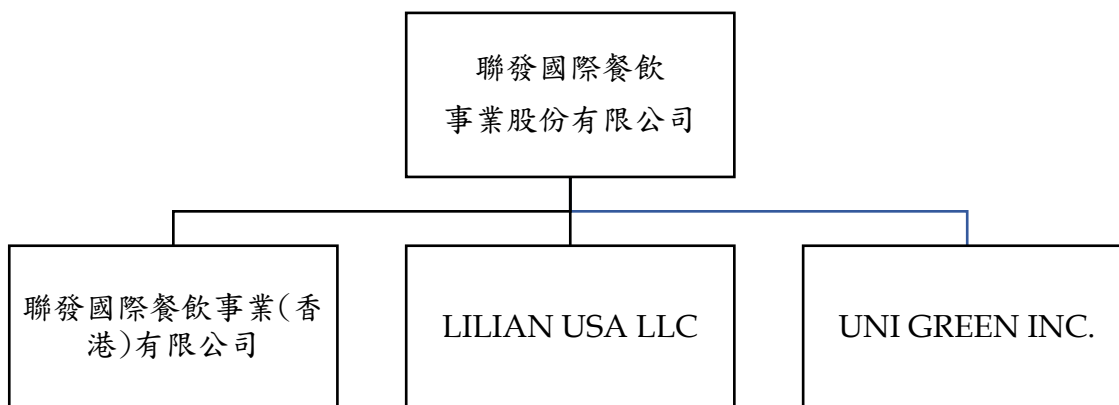 聯發國際餐飲
事業股份有限公司
聯發國際餐飲事業(香
港)有限公司
LILIAN USA LLC
UNI GREEN INC.